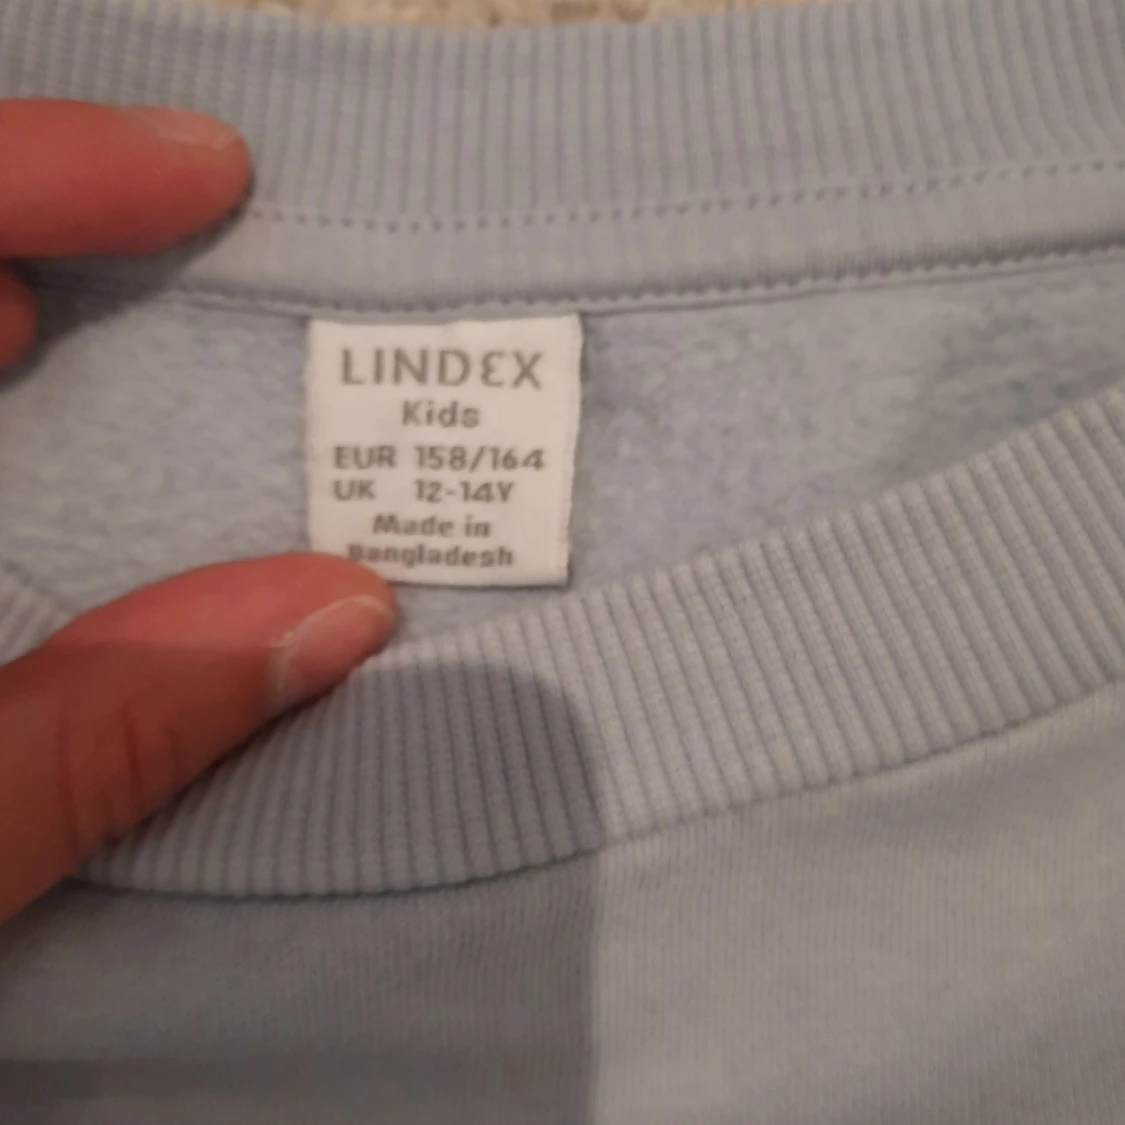 LINDEX
Kids
EUR 158/164
UK 12-14Y
Made in
Bangladesh